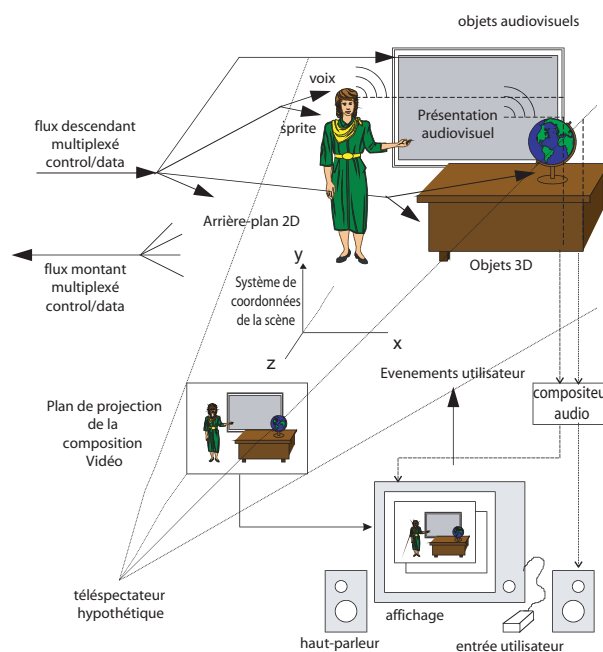 objets audiovisuels
voix
sprite
Présentation
audiovisuel
flux descendant
multiplexé
control/data
Arrière-plan 2D
Objets 3D
flux montant
multiplexé
control/data
y
Système de
coordonnées
de la scène
x
z
Evenements utilisateur
Plan de projection
de la
composition
Vidéo
compositeu
audio
téléspectateur
hypothétique
affichage
haut-parleur
entrée utilisateur